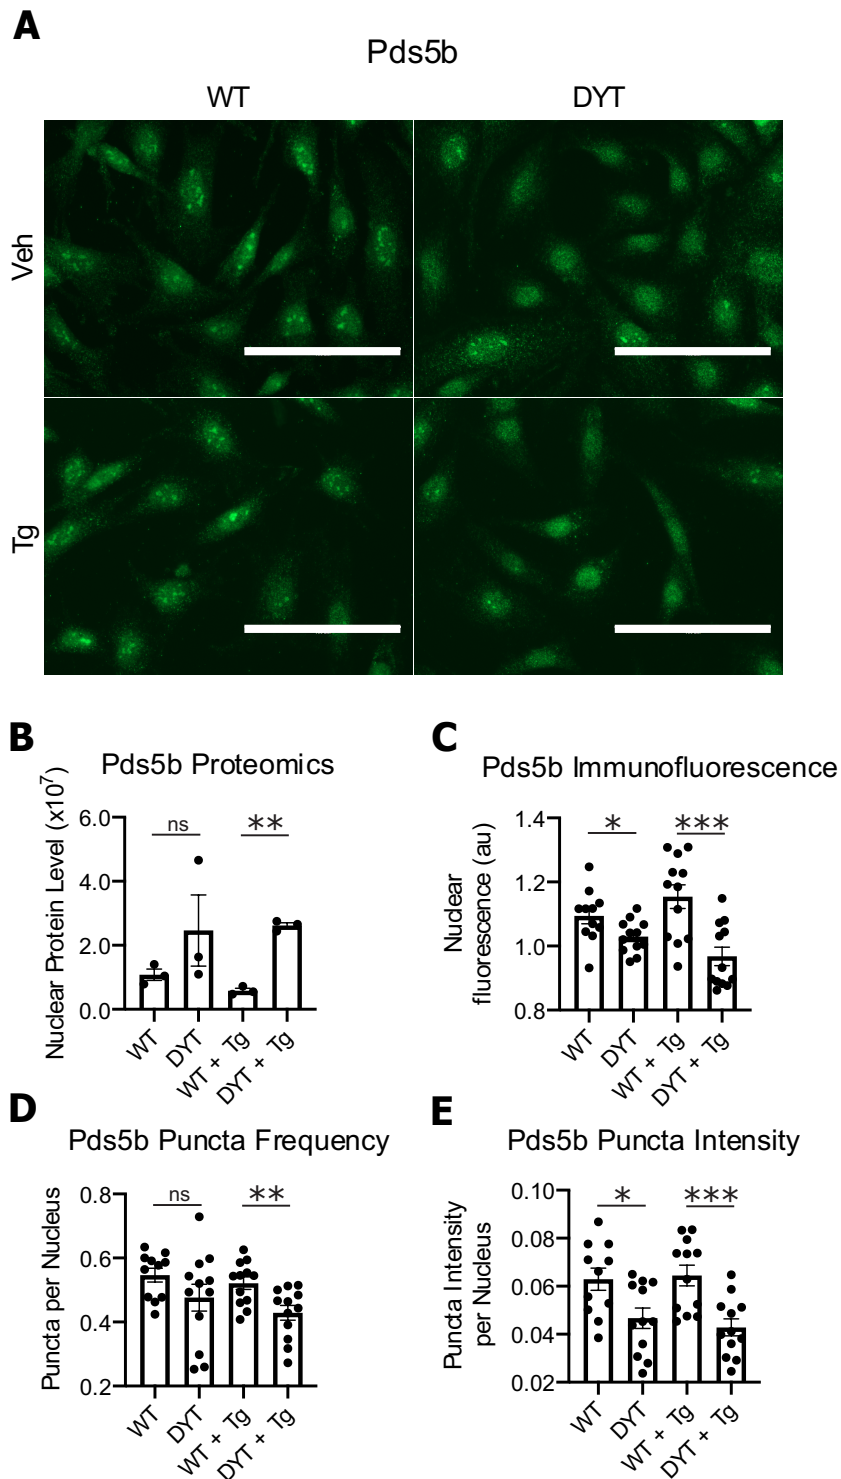 A
Pds5b
WT
DYT
Veh
Tg
B
Pds5b Proteomics
Nuclear Protein Level (x10⁷)
6.0
4.0
2.0
0.0
ns
**
WT
DYT
WT + Tg
DYT + Tg
C
Pds5b Immunofluorescence
Nuclear
fluorescence (au)
1.4
1.2
1.0
0.8
*
***
WT
DYT
WT + Tg
DYT + Tg
D
Pds5b Puncta Frequency
Puncta per Nucleus
0.8
0.6
0.4
0.2
ns
**
WT
DYT
WT + Tg
DYT + Tg
E
Pds5b Puncta Intensity
Puncta Intensity
per Nucleus
0.10
0.08
0.06
0.04
0.02
*
***
WT
DYT
WT + Tg
DYT + Tg